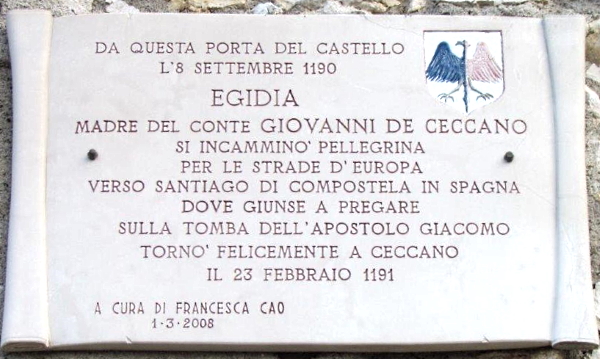 DA QUESTA PORTA DEL CASTELLO
L'8 SETTEMBRE 1190
EGIDIA
MADRE DEL CONTE GIOVANNI DE CECCANO
SI INCAMMINO' PELLEGRINA
PER LE STRADE D'EUROPA
VERSO SANTIAGO DI COMPOSTELA IN SPAGNA
DOVE GIUNSE A PREGARE
SULLA TOMBA DELL'APOSTOLO GIACOMO
TORNO' FELICEMENTE A CECCANO
IL 23 FEBBRAIO 1191
A CURA DI FRANCESCA CAO
1·3·2008